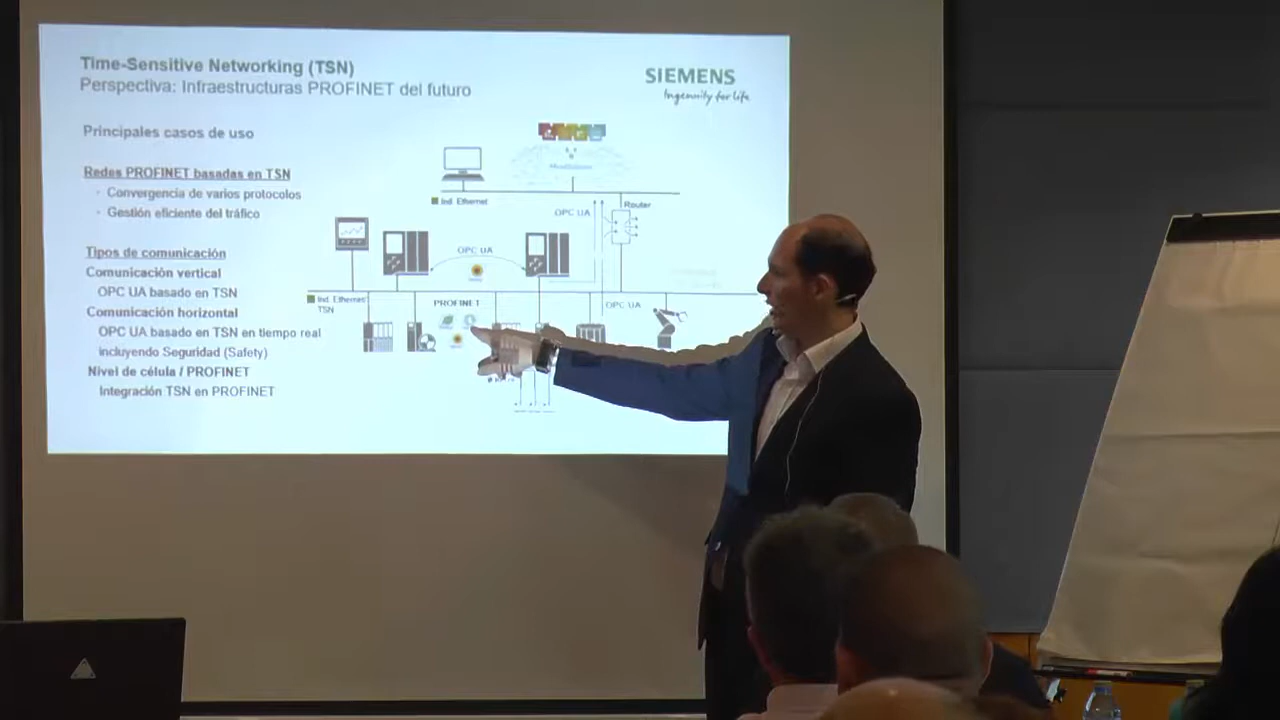 Time-Sensitive Networking (TSN)
Perspectiva: Infraestructuras PROFINET del futuro
SIEMENS
Ingenuity for life
Principales casos de uso
Redes PROFINET basadas en TSN
- Convergencia de varios protocolos
- Gestión eficiente del tráfico
Tipos de comunicación
Comunicación vertical
OPC UA basado en TSN
Comunicación horizontal
OPC UA basado en TSN en tiempo real
incluyendo Seguridad (Safety)
Nivel de célula / PROFINET
Integración TSN en PROFINET
Ind. Ethernet
OPC UA
Router
OPC UA
Ind. Ethernet
TSN
PROFINET
OPC UA